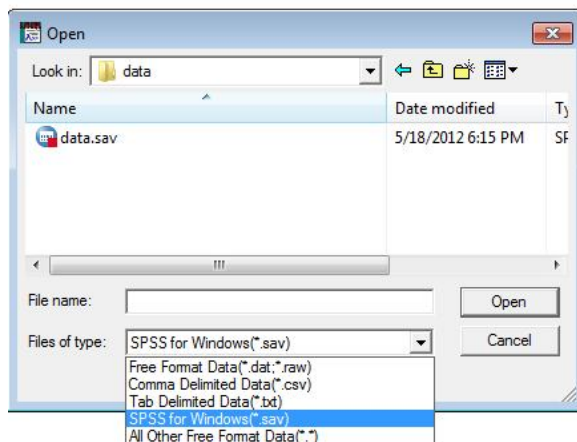 Open
Look in: data
Name Date modified Ty
data.sav 5/18/2012 6:15 PM SP
File name: Open
Files of type: SPSS for Windows(*.sav) Cancel
Free Format Data(*.dat;*.raw)
Comma Delimited Data(*.csv)
Tab Delimited Data(*.txt)
SPSS for Windows(*.sav)
All Other Free Format Data(*.*)